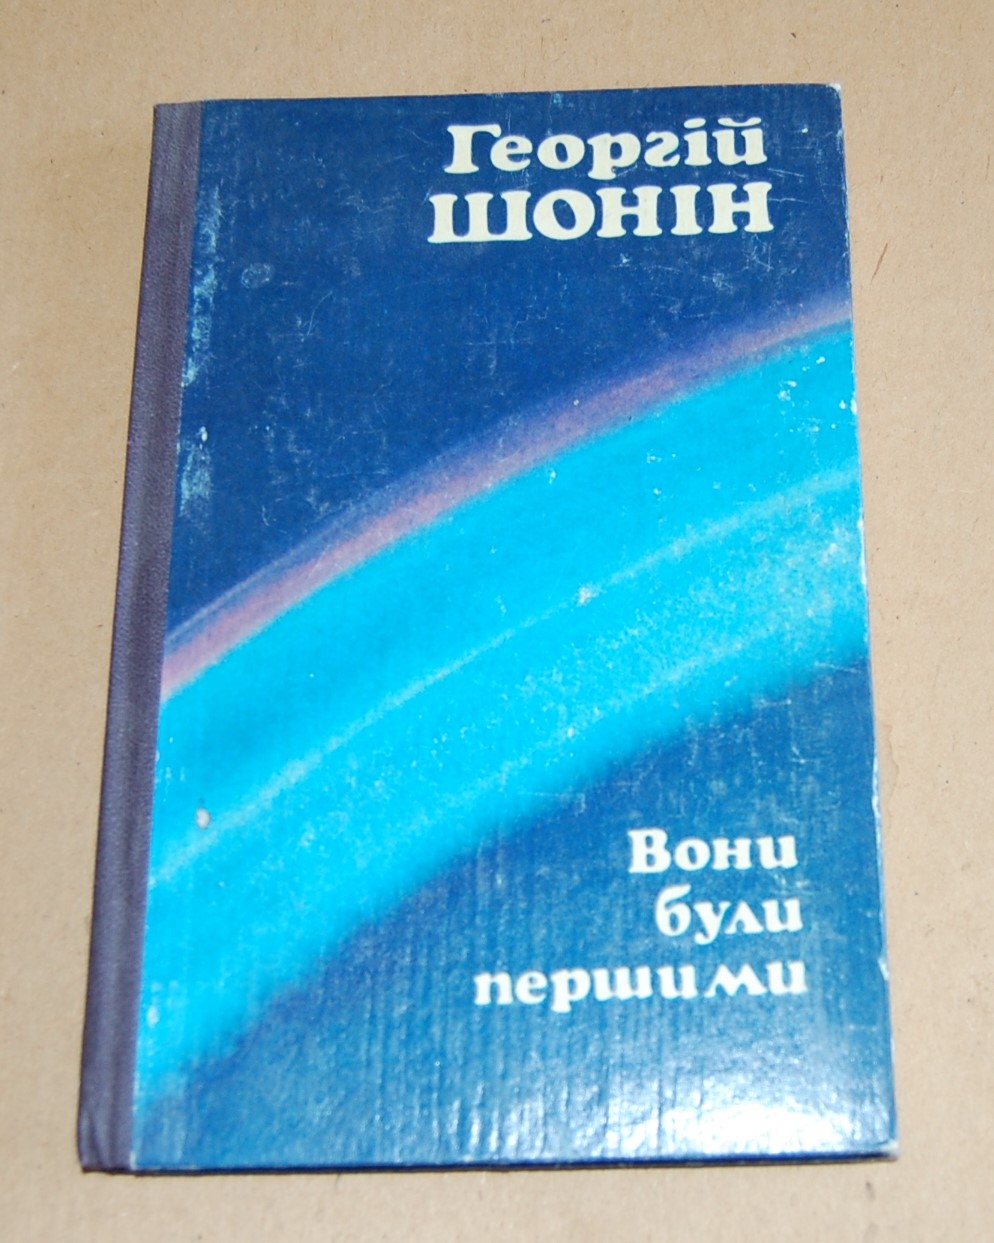 Георгій
ШОНІН
Вони
були
першими